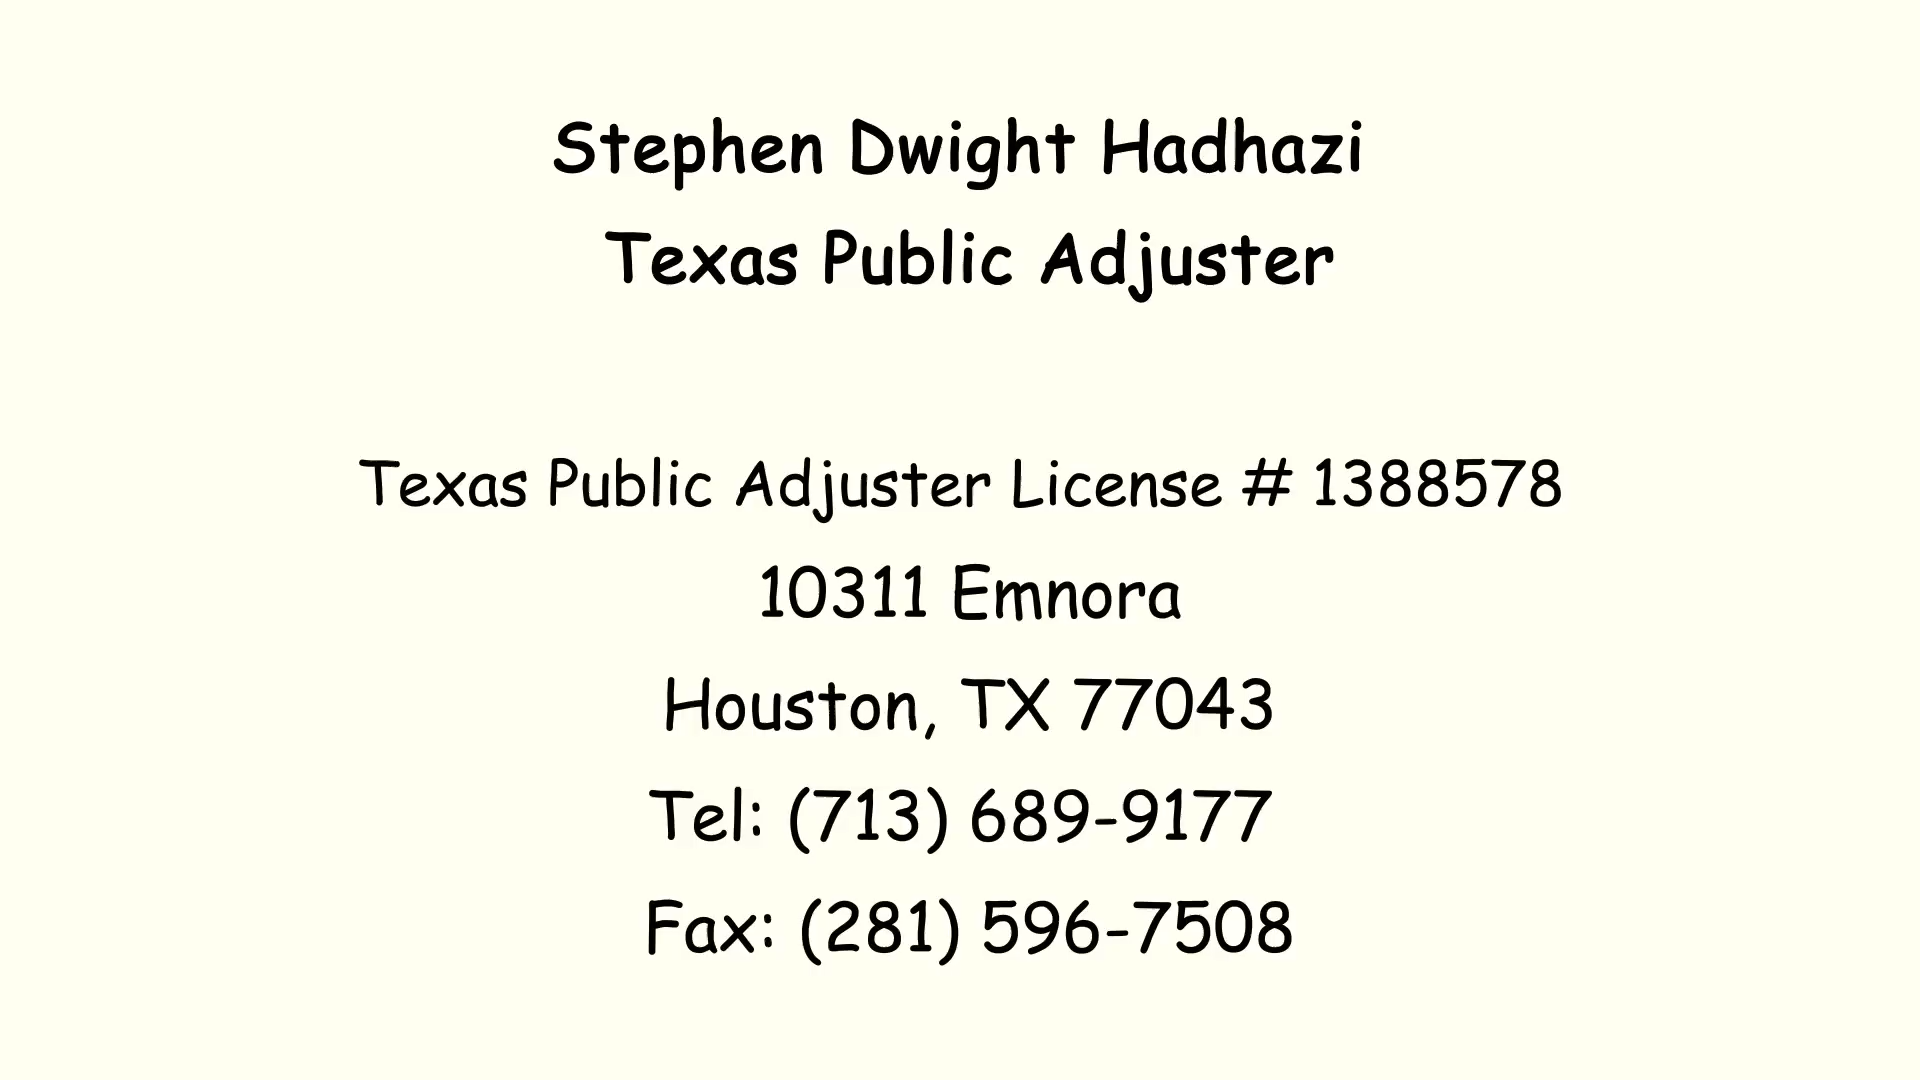 Stephen Dwight Hadhazi
Texas Public Adjuster
Texas Public Adjuster License # 1388578
10311 Emnora
Houston, TX 77043
Tel: (713) 689-9177
Fax: (281) 596-7508